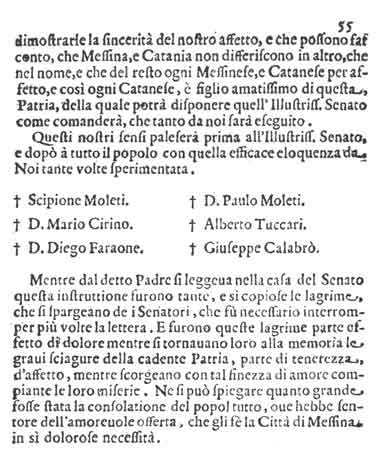 55
dimostrarle la sincerità del nostro affetto, e che possono far
conto, che Messina, e Catania non differiscono in altro, che
nel nome, e che del resto ogni Messinese, e Catanese per af-
fetto, e così ogni Catanese, è figlio amatissimo di questa
Patria, della quale potrà disponere quell' Illustriss. Senato
come comanderà, che tanto da noi sarà eseguito.
Questi nostri sensi paleserà prima all'Illustriss. Senato,
e dopò à tutto il popolo con quella efficace eloquenza da
Noi tante volte sperimentata.
† Scipione Moleti. † D. Paulo Moleti.
† D. Mario Cirino. † Alberto Tuccari.
† D. Diego Faraone. † Giuseppe Calabrò.
Mentre dal detto Padre si leggeua nella casa del Senato
questa instruttione furono tante, e si copiose le lagrime,
che si spargeano de i Senatori, che fù necessario interrom-
per più volte la lettera. E furono queste lagrime parte ef-
fetto di dolore mentre si tornauano loro alla memoria le
graui sciagure della cadente Patria, parte di tenerezza,
d'affetto, mentre scorgeano con tal finezza di amore com-
piante le loro miserie. Ne si può spiegare quanto grande
fosse stata la consolatione del popol tutto, oue hebbe sen-
tore dell'amoreuole offerta, che gli fè la Città di Messina
in sì dolorose necessità.